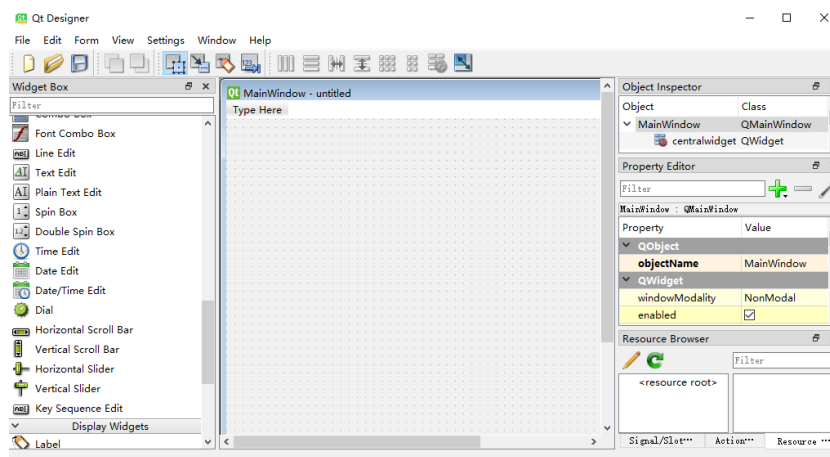 Qt Designer
File Edit Form View Settings Window Help
Widget Box
Filter
Combo Box
Font Combo Box
Line Edit
Text Edit
Plain Text Edit
Spin Box
Double Spin Box
Time Edit
Date Edit
Date/Time Edit
Dial
Horizontal Scroll Bar
Vertical Scroll Bar
Horizontal Slider
Vertical Slider
Key Sequence Edit
Display Widgets
Label
MainWindow - untitled
Type Here
Object Inspector
Object Class
MainWindow QMainWindow
centralwidget QWidget
Property Editor
Filter
MainWindow : QMainWindow
Property Value
QObject
objectName MainWindow
QWidget
windowModality NonModal
enabled
Resource Browser
Filter
<resource root>
Signal/Slot... Action... Resource ...